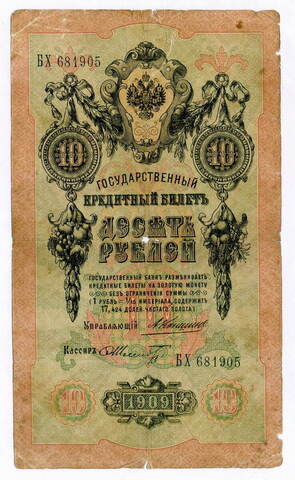 БХ 681905
10 10
ГОСУДАРСТВЕННЫЙ
КРЕДИТНЫЙ БИЛЕТЪ
ДЕСЯТЬ
РУБЛЕЙ
ГОСУДАРСТВЕННЫЙ БАНКЪ РАЗМѢНИВАЕТЪ
КРЕДИТНЫЕ БИЛЕТЫ НА ЗОЛОТУЮ МОНЕТУ
БЕЗЪ ОГРАНИЧЕНІЯ СУММЫ
(1 РУБЛЬ = 1/15 ИМПЕРІАЛА, СОДЕРЖИТЪ
17,424 ДОЛЕЙ ЧИСТАГО ЗОЛОТА)
УПРАВЛЯЮЩІЙ
КАССИРЪ
БХ 681905
10 1909 10